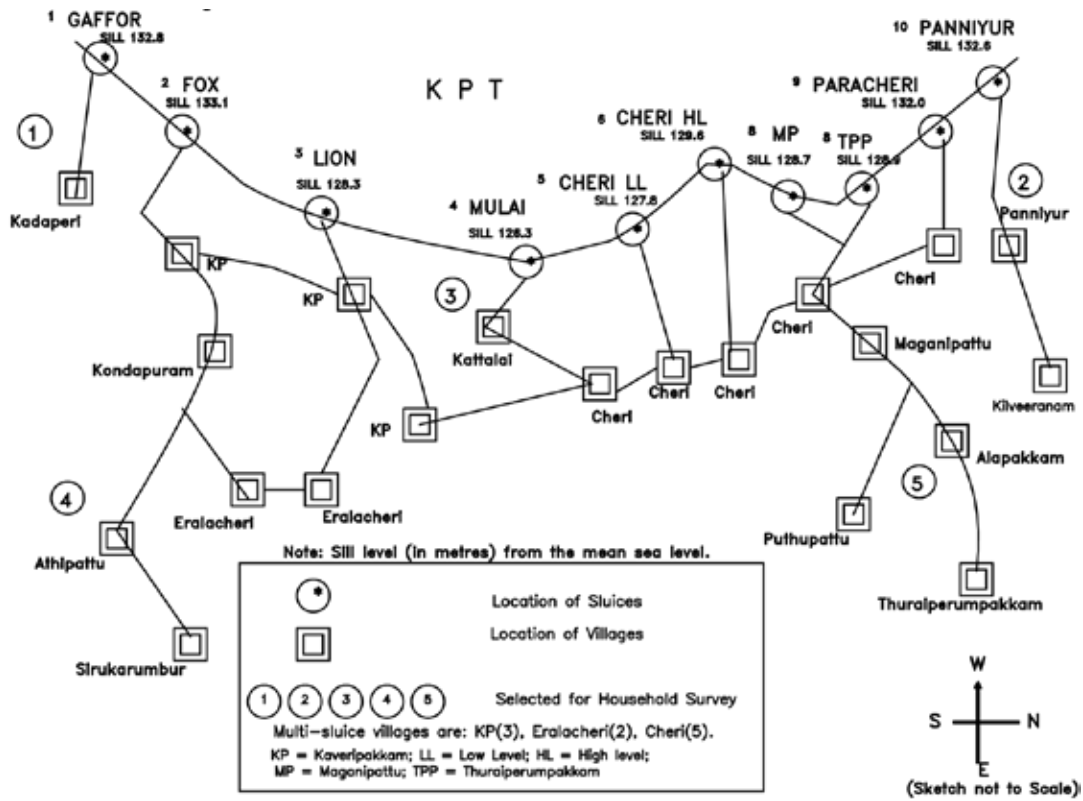 1 GAFFOR
SILL 132.8
2 FOX
SILL 133.1
3 LION
SILL 128.3
4 MULAI
SILL 126.3
5 CHERI LL
SILL 127.8
6 CHERI HL
SILL 129.6
8 MP
SILL 128.7
8 TPP
SILL 128.9
9 PARACHERI
SILL 132.0
10 PANNIYUR
SILL 132.6
K P T
1
Kadaperi
KP
KP
KP
Kondapuram
Eralacheri
Eralacheri
4
Athipattu
Sirukarumbur
3
Kattalai
Cheri
Cheri
Cheri
Cheri
Cheri
2
Panniyur
Kilveeranam
Maganipattu
Alapakkam
5
Puthupattu
Thuraiperumpakkam
Note: Sill level (in metres) from the mean sea level.
Location of Sluices
Location of Villages
1 2 3 4 5 Selected for Household Survey
Multi-sluice villages are: KP(3), Eralacheri(2), Cheri(5).
KP = Kaveripakkam; LL = Low Level; HL = High level;
MP = Maganipattu; TPP = Thuraiperumpakkam
W
S N
E
(Sketch not to Scale)